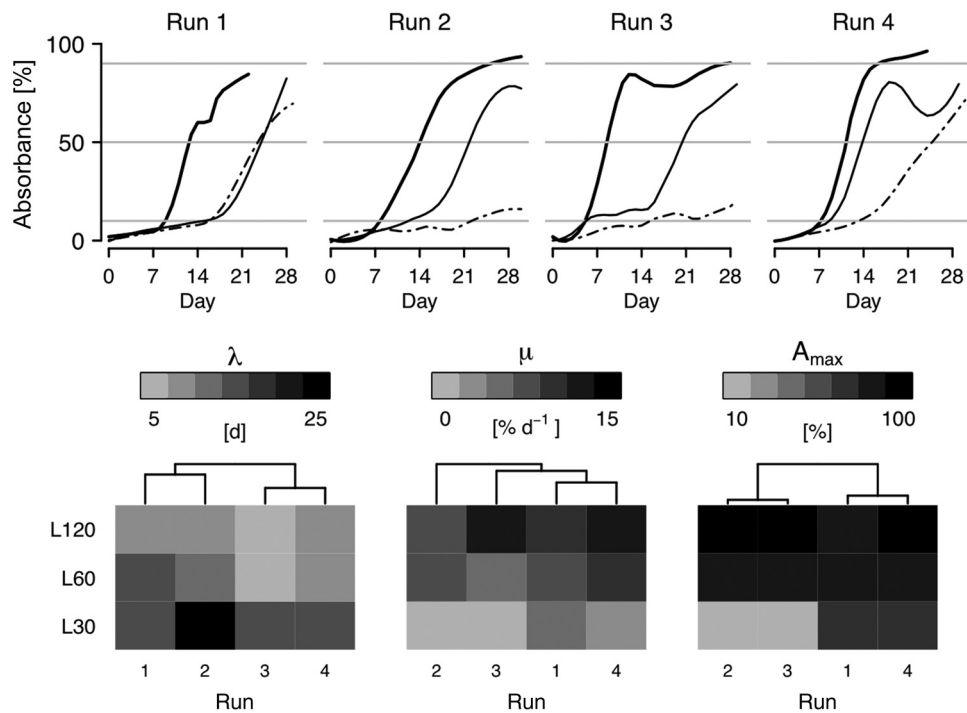 Run 1 Run 2 Run 3 Run 4
Absorbance [%]
100
50
0
0 7 14 21 28 0 7 14 21 28 0 7 14 21 28 0 7 14 21 28
Day Day Day Day
λ μ A_max
5 25 0 15 10 100
[d] [% d⁻¹] [%]
L120
L60
L30
1 2 3 4 2 3 1 4 2 3 1 4
Run Run Run